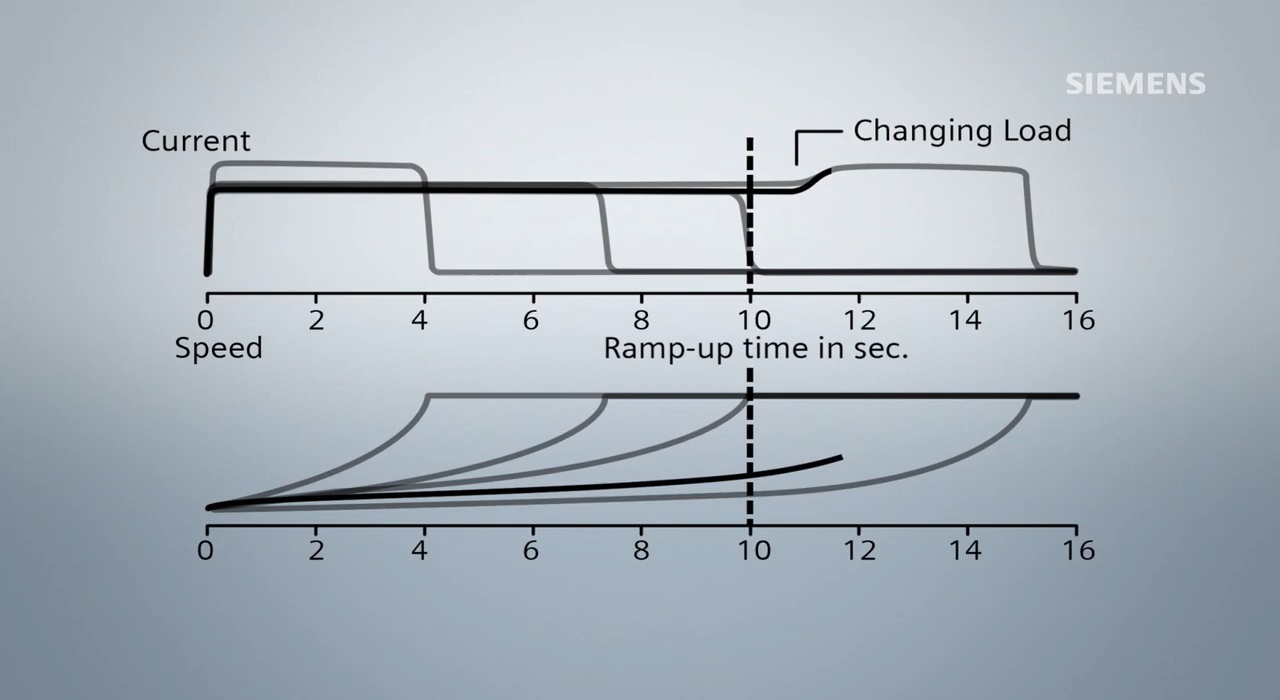 SIEMENS
Changing Load
Current
0 2 4 6 8 10 12 14 16
Speed Ramp-up time in sec.
0 2 4 6 8 10 12 14 16